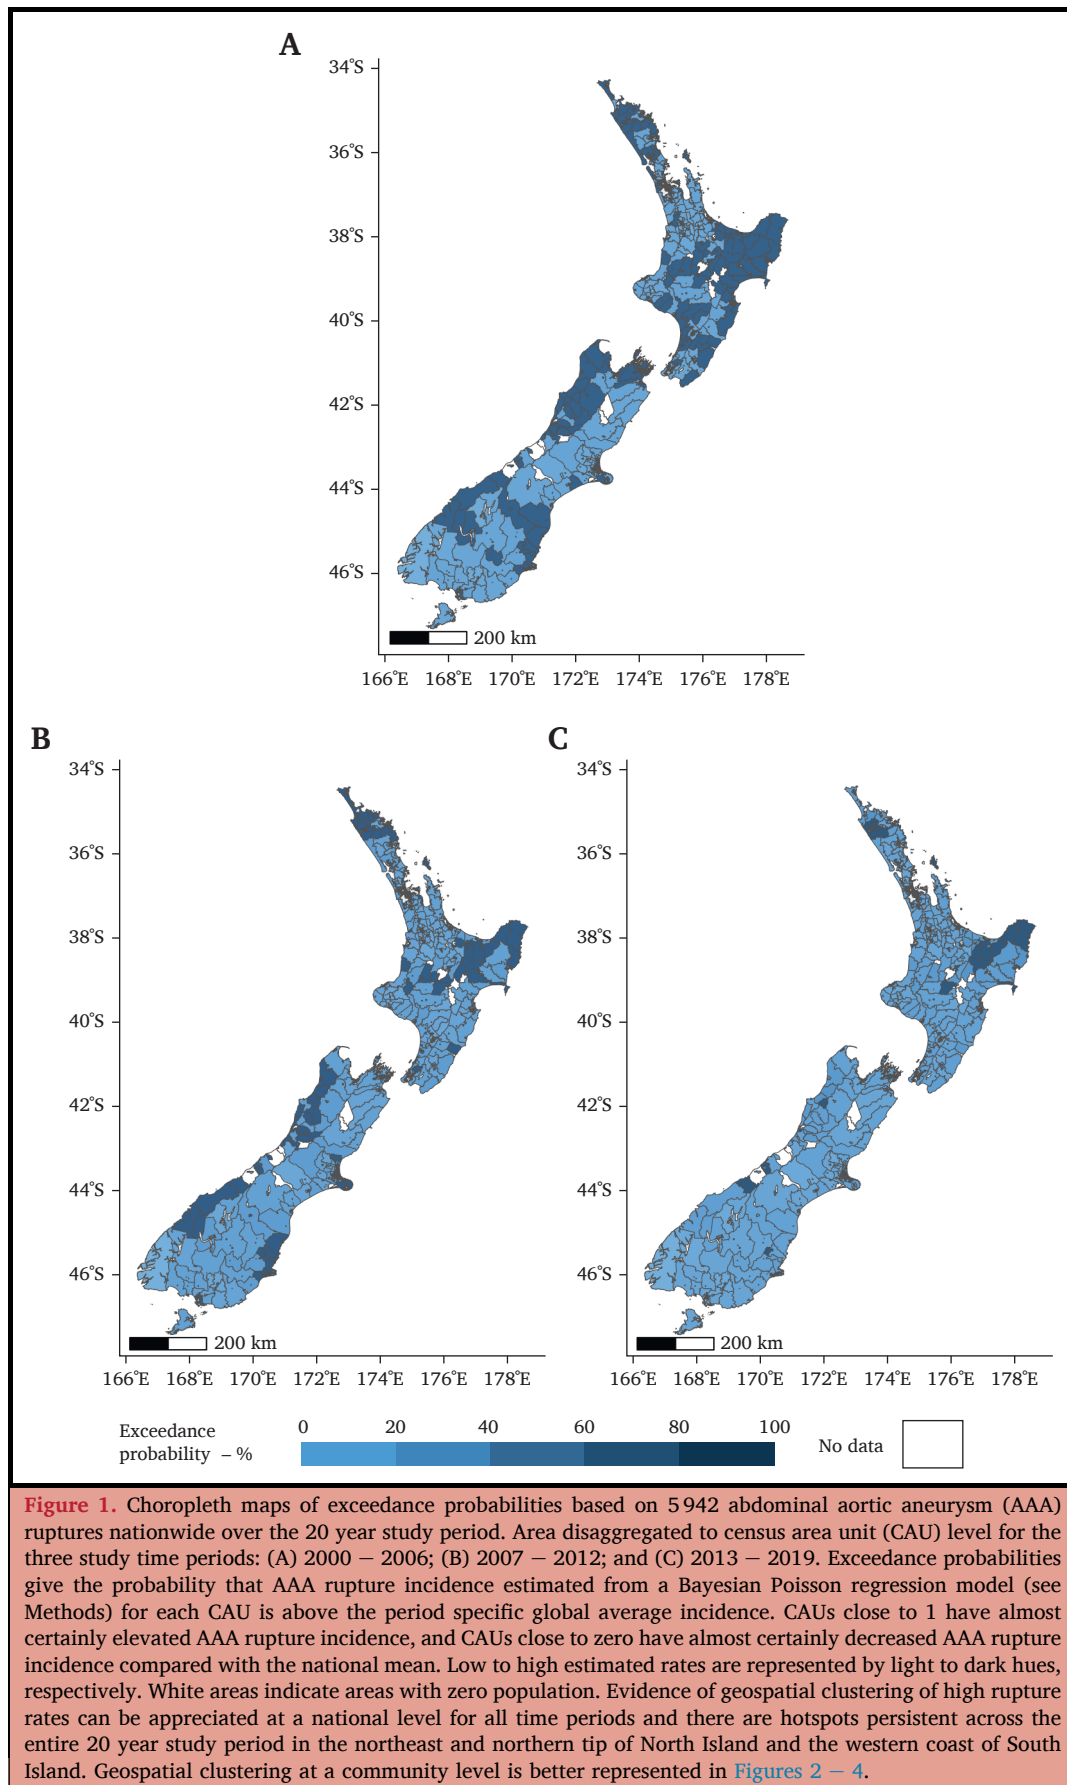 A
34°S
36°S
38°S
40°S
42°S
44°S
46°S
200 km
166°E 168°E 170°E 172°E 174°E 176°E 178°E
B
34°S
36°S
38°S
40°S
42°S
44°S
46°S
200 km
166°E 168°E 170°E 172°E 174°E 176°E 178°E
C
34°S
36°S
38°S
40°S
42°S
44°S
46°S
200 km
166°E 168°E 170°E 172°E 174°E 176°E 178°E
Exceedance
probability – %
0 20 40 60 80 100
No data
Figure 1. Choropleth maps of exceedance probabilities based on 5 942 abdominal aortic aneurysm (AAA)
ruptures nationwide over the 20 year study period. Area disaggregated to census area unit (CAU) level for the
three study time periods: (A) 2000 – 2006; (B) 2007 – 2012; and (C) 2013 – 2019. Exceedance probabilities
give the probability that AAA rupture incidence estimated from a Bayesian Poisson regression model (see
Methods) for each CAU is above the period specific global average incidence. CAUs close to 1 have almost
certainly elevated AAA rupture incidence, and CAUs close to zero have almost certainly decreased AAA rupture
incidence compared with the national mean. Low to high estimated rates are represented by light to dark hues,
respectively. White areas indicate areas with zero population. Evidence of geospatial clustering of high rupture
rates can be appreciated at a national level for all time periods and there are hotspots persistent across the
entire 20 year study period in the northeast and northern tip of North Island and the western coast of South
Island. Geospatial clustering at a community level is better represented in Figures 2 – 4.